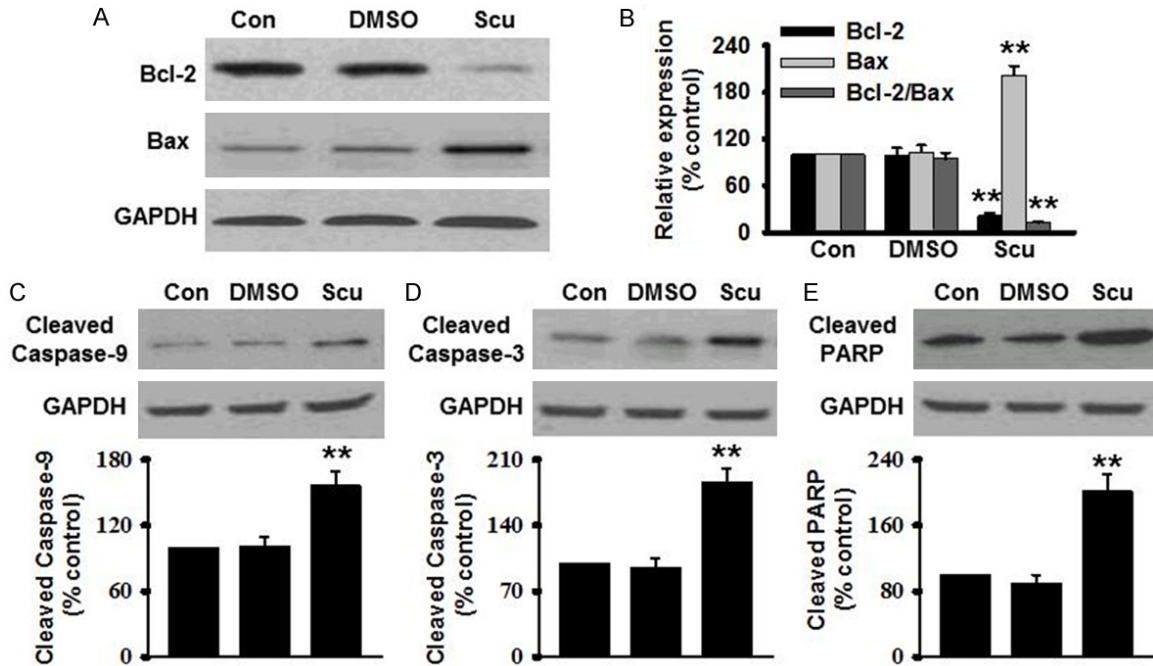 A
Con DMSO Scu
Bcl-2
Bax
GAPDH
B
Bcl-2
Bax
Bcl-2/Bax
Relative expression
(% control)
240
180
120
60
0
**
**
**
Con DMSO Scu
C
Con DMSO Scu
Cleaved
Caspase-9
GAPDH
Cleaved Caspase-9
(% control)
180
120
60
0
**
D
Con DMSO Scu
Cleaved
Caspase-3
GAPDH
Cleaved Caspase-3
(% control)
210
140
70
0
**
E
Con DMSO Scu
Cleaved
PARP
GAPDH
Cleaved PARP
(% control)
240
160
80
0
**